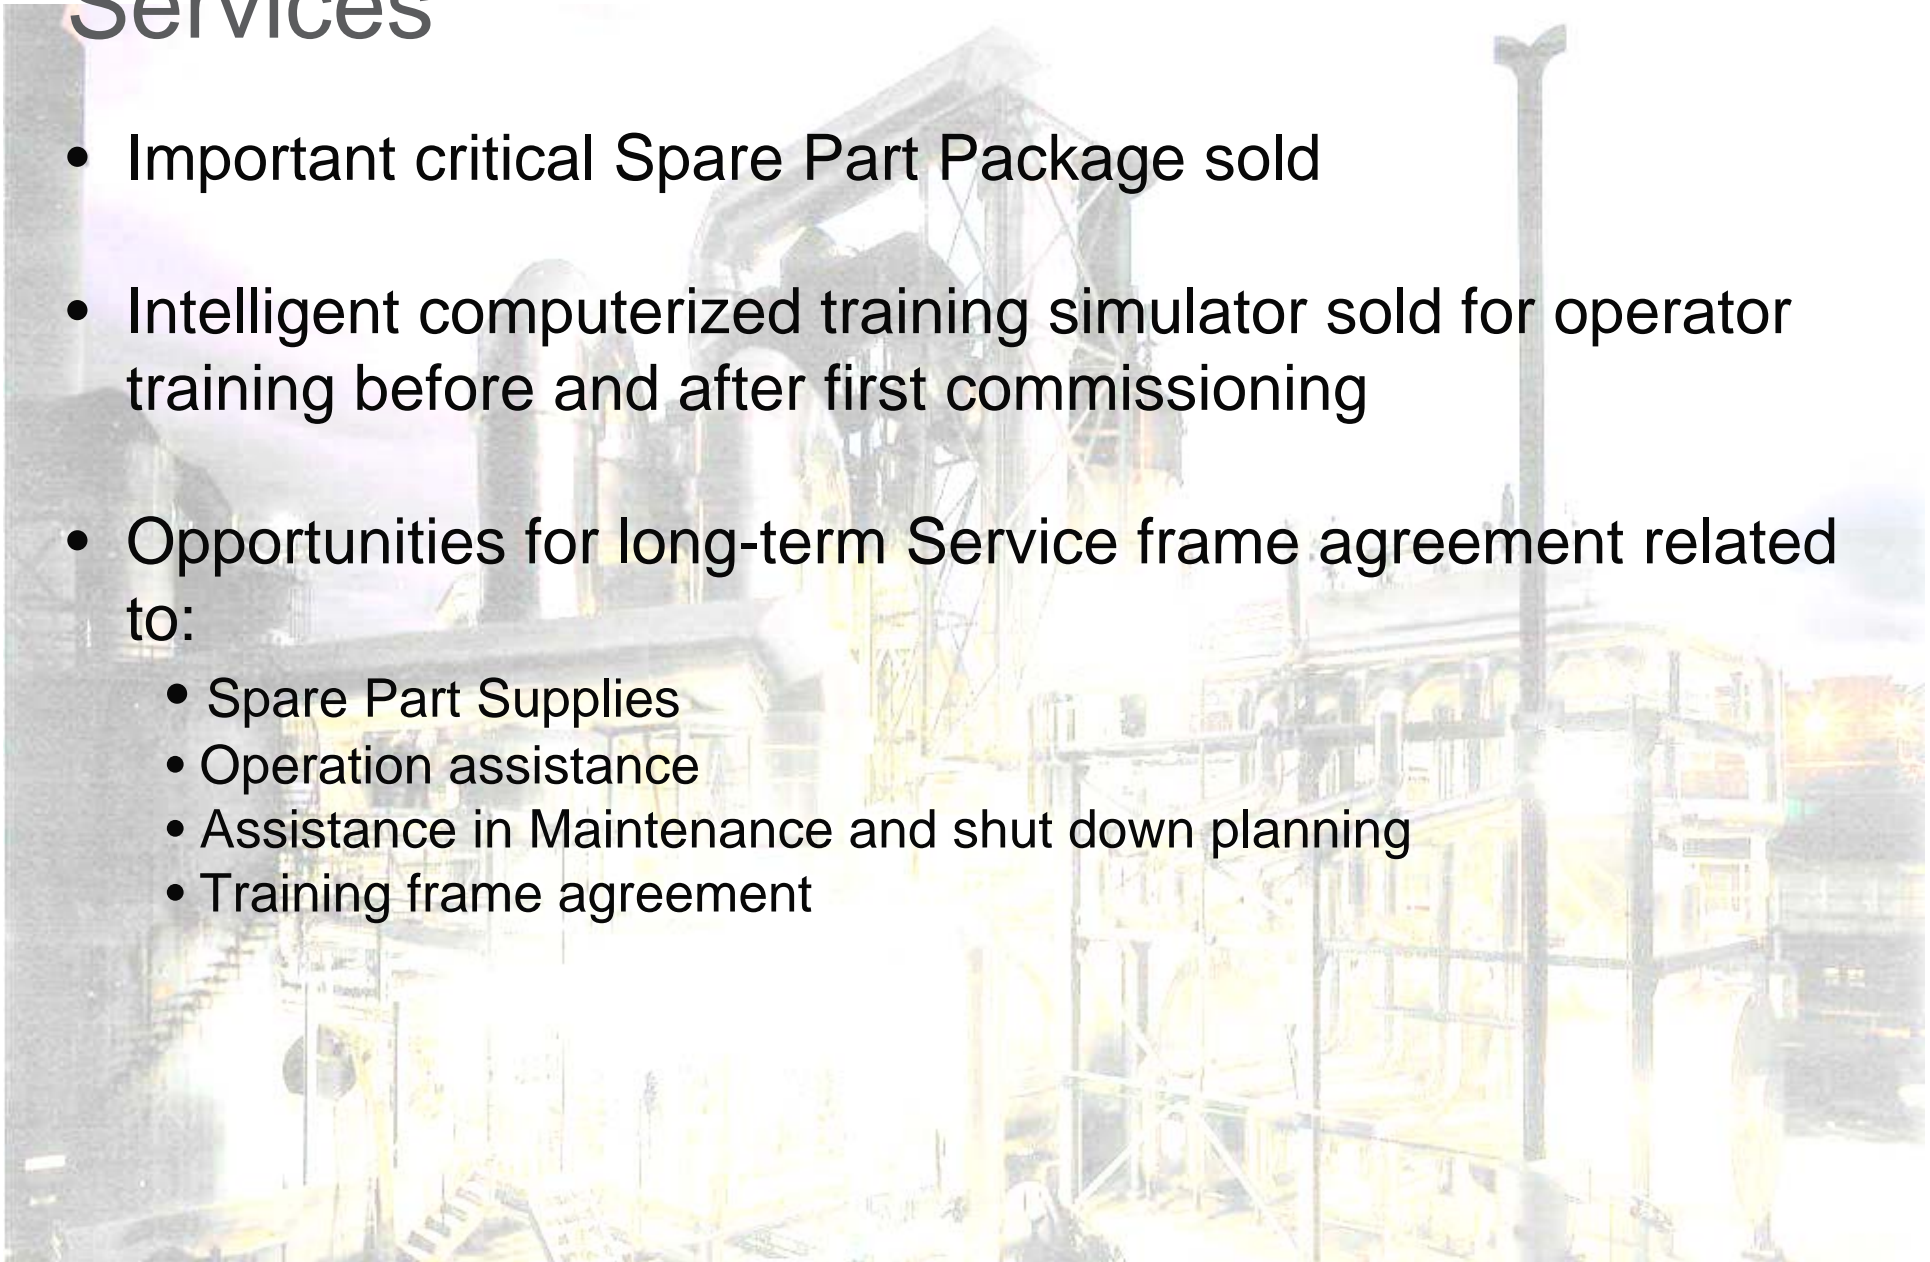 Services
• Important critical Spare Part Package sold
• Intelligent computerized training simulator sold for operator
training before and after first commissioning
• Opportunities for long-term Service frame agreement related
to:
• Spare Part Supplies
• Operation assistance
• Assistance in Maintenance and shut down planning
• Training frame agreement